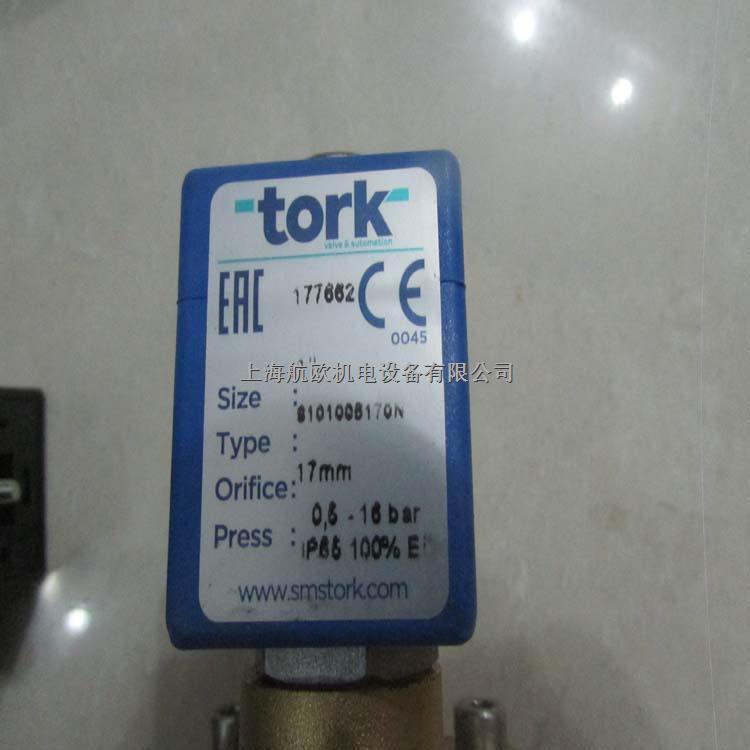 tork
valve & automation
EAC 177662 CE
0045
上海航欧机电设备有限公司
Size :
Type : S101008170N
Orifice: 17mm
Press : 0,5 - 16 bar
IP65 100% E
www.smstork.com